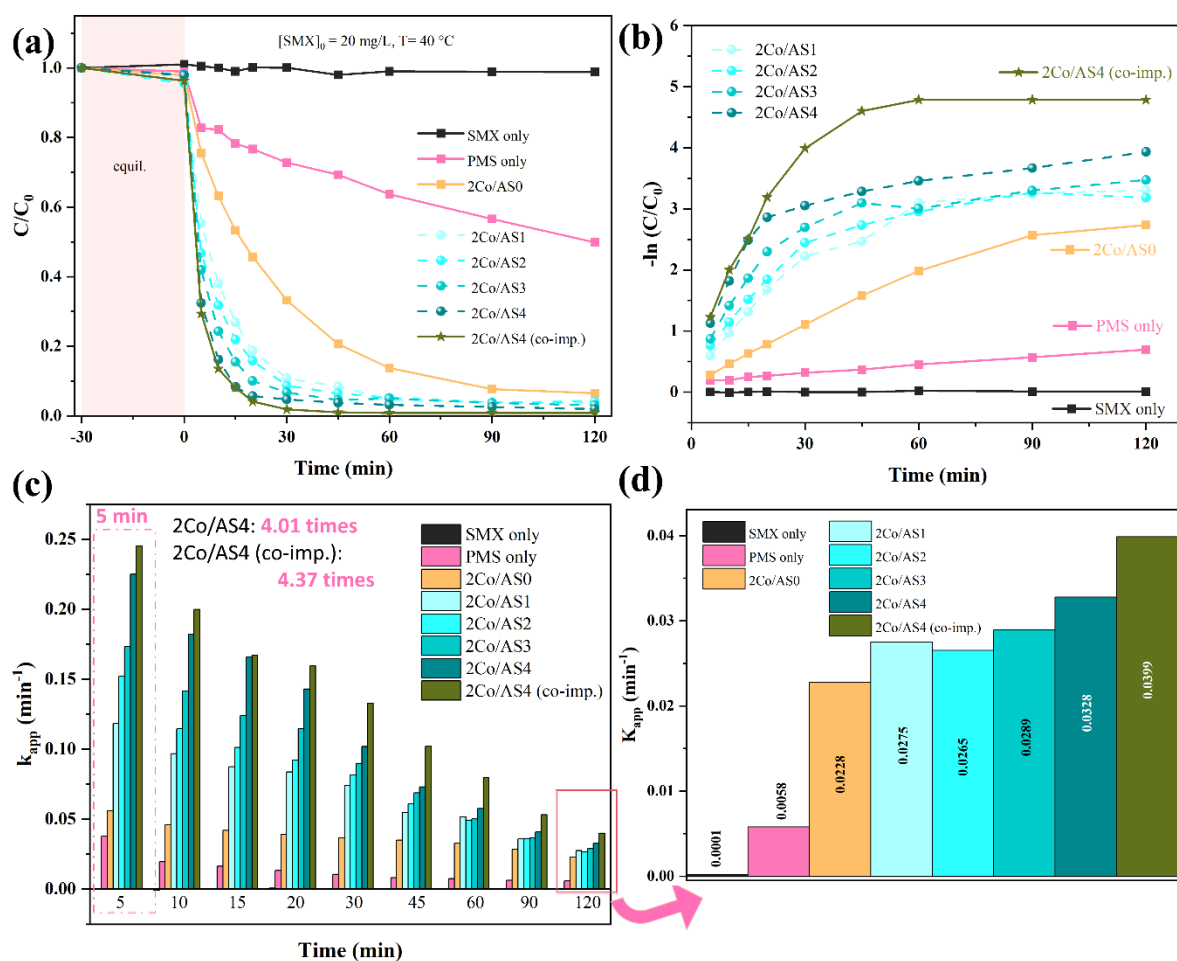 (a)
[SMX]0 = 20 mg/L, T= 40 °C
equil.
SMX only
PMS only
2Co/AS0
2Co/AS1
2Co/AS2
2Co/AS3
2Co/AS4
2Co/AS4 (co-imp.)
C/C0
1.0
0.8
0.6
0.4
0.2
0.0
-30
0
30
60
90
120
Time (min)
(b)
2Co/AS1
2Co/AS2
2Co/AS3
2Co/AS4
2Co/AS4 (co-imp.)
2Co/AS0
PMS only
SMX only
-ln (C/C0)
6
5
4
3
2
1
0
0
30
60
90
120
Time (min)
(c)
5 min
2Co/AS4: 4.01 times
2Co/AS4 (co-imp.):
4.37 times
SMX only
PMS only
2Co/AS0
2Co/AS1
2Co/AS2
2Co/AS3
2Co/AS4
2Co/AS4 (co-imp.)
kapp (min-1)
0.25
0.20
0.15
0.10
0.05
0.00
5
10
15
20
30
45
60
90
120
Time (min)
(d)
SMX only
PMS only
2Co/AS0
2Co/AS1
2Co/AS2
2Co/AS3
2Co/AS4
2Co/AS4 (co-imp.)
Kapp (min-1)
0.04
0.03
0.02
0.01
0.00
0.0001
0.0058
0.0228
0.0275
0.0265
0.0289
0.0328
0.0399